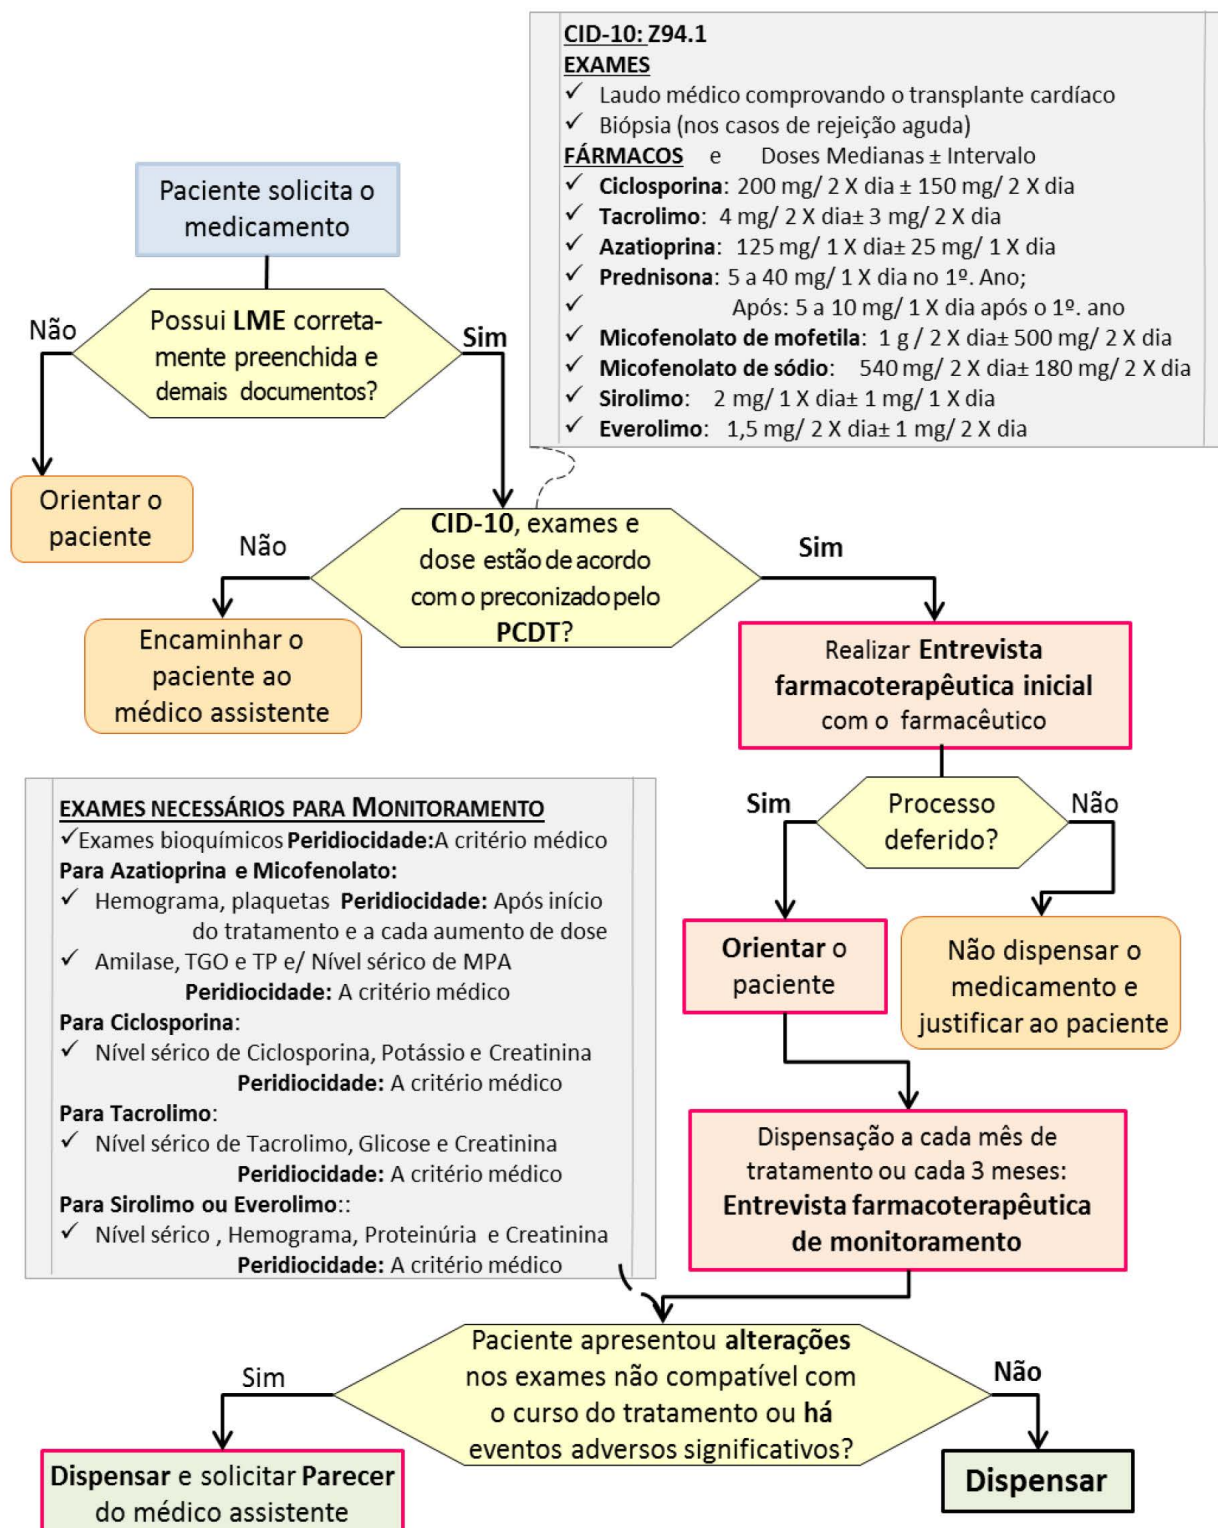 CID-10: Z94.1
EXAMES
✓ Laudo médico comprovando o transplante cardíaco
✓ Biópsia (nos casos de rejeição aguda)
FÁRMACOS e Doses Medianas ± Intervalo
✓ Ciclosporina: 200 mg/ 2 X dia ± 150 mg/ 2 X dia
✓ Tacrolimo: 4 mg/ 2 X dia± 3 mg/ 2 X dia
✓ Azatioprina: 125 mg/ 1 X dia± 25 mg/ 1 X dia
✓ Prednisona: 5 a 40 mg/ 1 X dia no 1º. Ano;
✓ Após: 5 a 10 mg/ 1 X dia após o 1º. ano
✓ Micofenolato de mofetila: 1 g / 2 X dia± 500 mg/ 2 X dia
✓ Micofenolato de sódio: 540 mg/ 2 X dia± 180 mg/ 2 X dia
✓ Sirolimo: 2 mg/ 1 X dia± 1 mg/ 1 X dia
✓ Everolimo: 1,5 mg/ 2 X dia± 1 mg/ 2 X dia
Paciente solicita o
medicamento
Não
Possui LME correta-
mente preenchida e
demais documentos?
Sim
Orientar o
paciente
Não
CID-10, exames e
dose estão de acordo
com o preconizado pelo
PCDT?
Sim
Encaminhar o
paciente ao
médico assistente
Realizar Entrevista
farmacoterapêutica inicial
com o farmacêutico
Sim
Processo
deferido?
Não
Orientar o
paciente
Não dispensar o
medicamento e
justificar ao paciente
EXAMES NECESSÁRIOS PARA MONITORAMENTO
✓Exames bioquímicos Peridiocidade:A critério médico
Para Azatioprina e Micofenolato:
✓ Hemograma, plaquetas Peridiocidade: Após início
do tratamento e a cada aumento de dose
✓ Amilase, TGO e TP e/ Nível sérico de MPA
Peridiocidade: A critério médico
Para Ciclosporina:
✓ Nível sérico de Ciclosporina, Potássio e Creatinina
Peridiocidade: A critério médico
Para Tacrolimo:
✓ Nível sérico de Tacrolimo, Glicose e Creatinina
Peridiocidade: A critério médico
Para Sirolimo ou Everolimo::
✓ Nível sérico , Hemograma, Proteinúria e Creatinina
Peridiocidade: A critério médico
Dispensação a cada mês de
tratamento ou cada 3 meses:
Entrevista farmacoterapêutica
de monitoramento
Sim
Paciente apresentou alterações
nos exames não compatível com
o curso do tratamento ou há
eventos adversos significativos?
Não
Dispensar e solicitar Parecer
do médico assistente
Dispensar